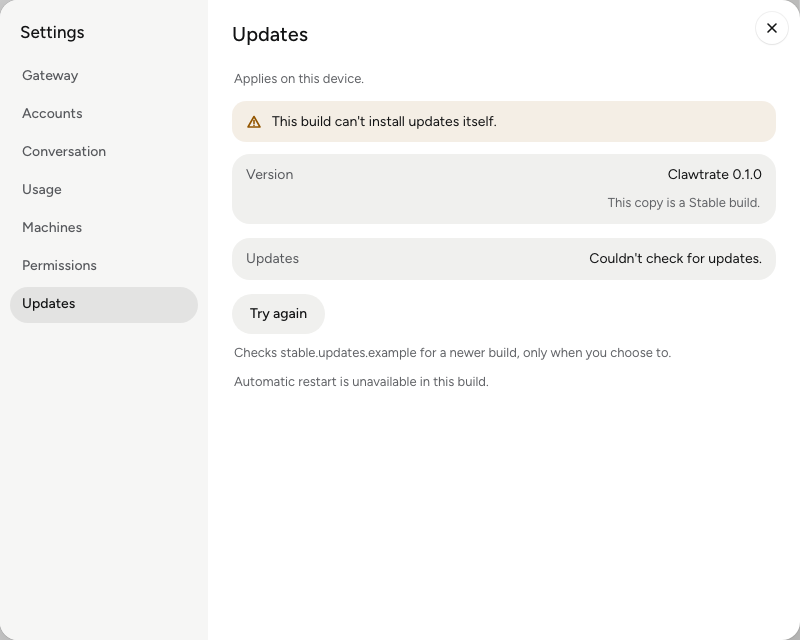 Settings
Gateway
Accounts
Conversation
Usage
Machines
Permissions
Updates
Updates
Applies on this device.
This build can't install updates itself.
Version
Clawtrate 0.1.0
This copy is a Stable build.
Updates
Couldn't check for updates.
Try again
Checks stable.updates.example for a newer build, only when you choose to.
Automatic restart is unavailable in this build.